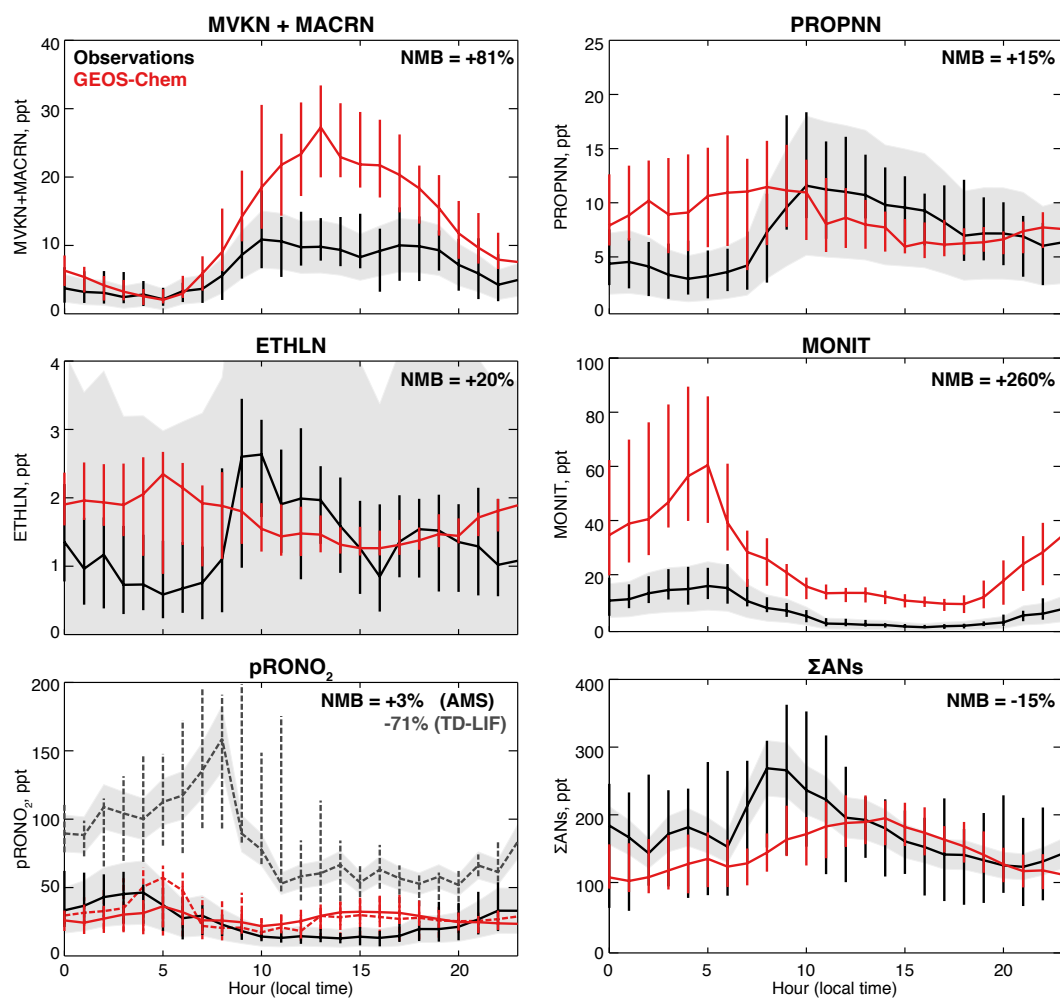 MVKN + MACRN
40
30
20
10
0
MVKN+MACRN, ppt
Observations
GEOS-Chem
NMB = +81%
PROPNN
25
20
15
10
5
0
PROPNN, ppt
NMB = +15%
ETHLN
4
3
2
1
0
ETHLN, ppt
NMB = +20%
MONIT
100
80
60
40
20
0
MONIT, ppt
NMB = +260%
pRONO₂
200
150
100
50
0
pRONO₂, ppt
NMB = +3% (AMS)
-71% (TD-LIF)
0 5 10 15 20
Hour (local time)
ΣANs
400
300
200
100
0
ΣANs, ppt
NMB = -15%
0 5 10 15 20
Hour (local time)